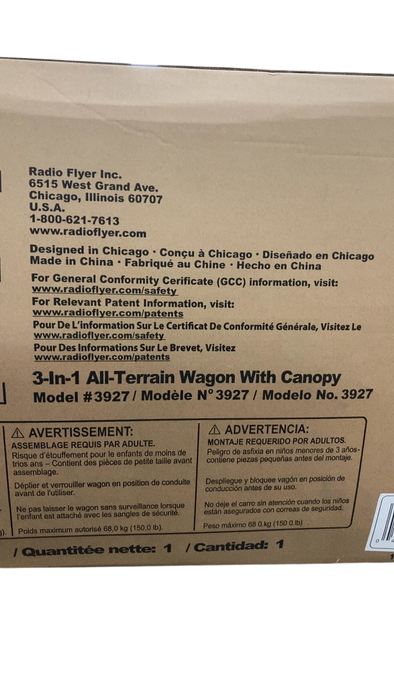 Radio Flyer Inc.
6515 West Grand Ave.
Chicago, Illinois 60707
U.S.A.
1-800-621-7613
www.radioflyer.com
Designed in Chicago · Conçu à Chicago · Diseñado en Chicago
Made in China · Fabriqué au Chine · Hecho en China
For General Conformity Cerificate (GCC) information, visit:
www.radioflyer.com/safety
For Relevant Patent Information, visit:
www.radioflyer.com/patents
Pour De L'information Sur Le Certificat De Conformité Générale, Visitez Le
www.radioflyer.com/safety
Pour Des Informations Sur Le Brevet, Visitez
www.radioflyer.com/patents
3-In-1 All-Terrain Wagon With Canopy
Model #3927 / Modèle N° 3927 / Modelo No. 3927
⚠ AVERTISSEMENT:
ASSEMBLAGE REQUIS PAR ADULTE.
Risque d'étouffement pour le enfants de moins de
trios ans – Contient des pièces de petite taille avant
assemblage.
Déplier et verrouiller wagon en position de conduite
avant de l'utiliser.
Ne pas laisser le wagon sans surveillance lorsque
l'enfant est attaché avec les sangles de sécurité.
Poids maximum autorisé 68,0 kg (150.0 lb).
⚠ ADVERTENCIA:
MONTAJE REQUERIDO POR ADULTOS.
Peligro de asfixia en niños menores de 3 años-
contiene piezas pequeñas antes del montaje.
Despliegue y bloquee vagón en posición de
conducción antes de su uso.
No deje el carro sin atención cuando los niños
están asegurados con correas de seguridad.
Peso máximo 68 0 kg (150 0 lb)
/ Quantitée nette: 1 / Cantidad: 1